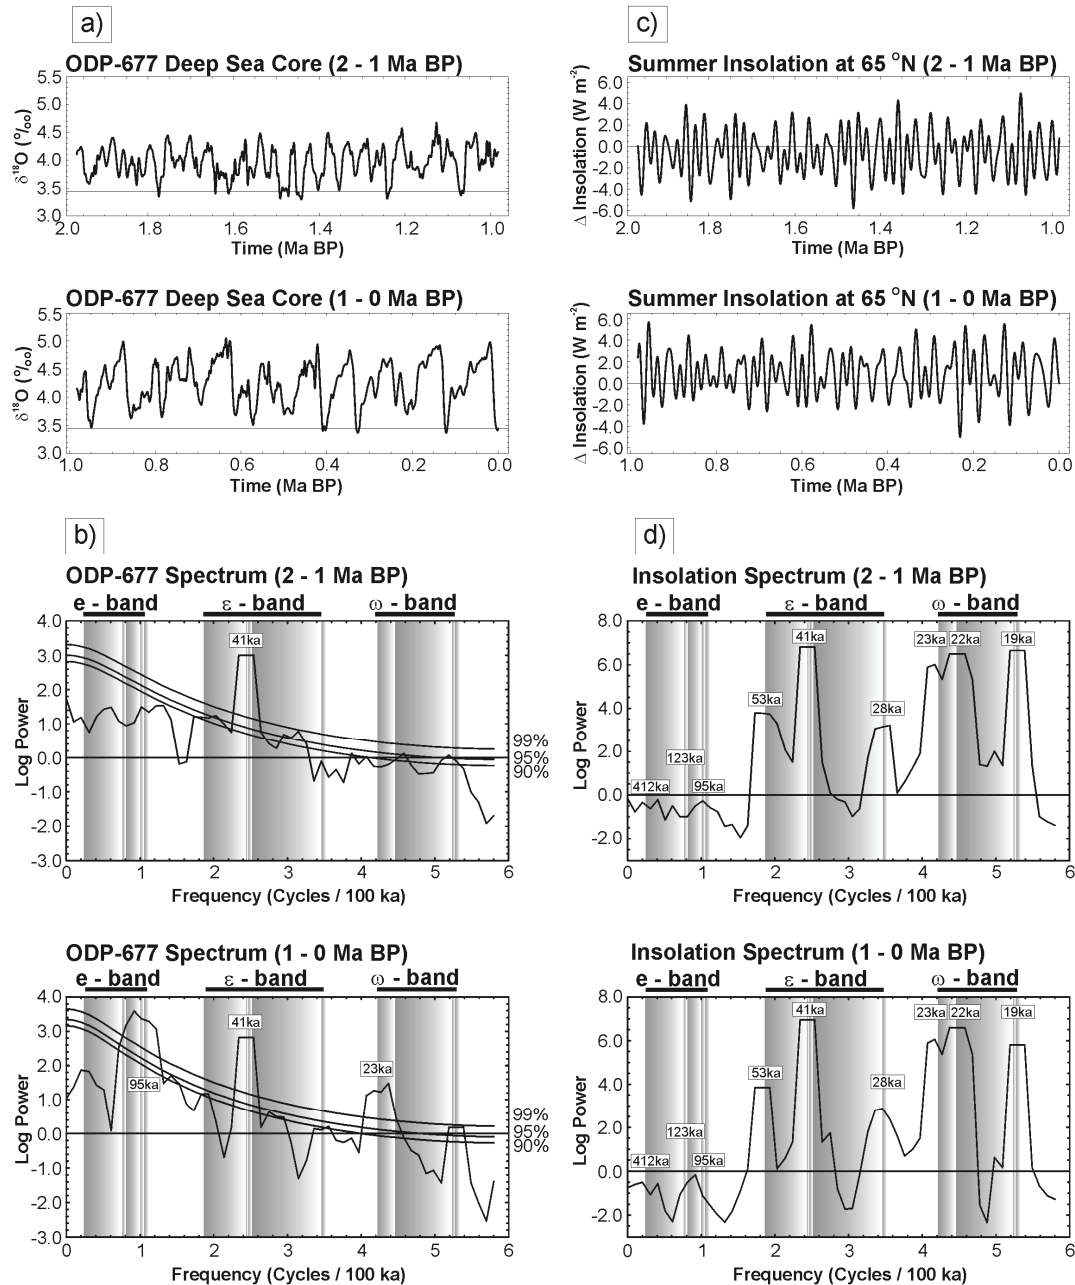 a)
ODP-677 Deep Sea Core (2 - 1 Ma BP)
5.5
5.0
4.5
4.0
3.5
3.0
δ¹⁸O (º/₀₀)
2.0 1.8 1.6 1.4 1.2 1.0
Time (Ma BP)
ODP-677 Deep Sea Core (1 - 0 Ma BP)
5.5
5.0
4.5
4.0
3.5
3.0
δ¹⁸O (º/₀₀)
1.0 0.8 0.6 0.4 0.2 0.0
Time (Ma BP)
c)
Summer Insolation at 65 ºN (2 - 1 Ma BP)
6.0
4.0
2.0
0.0
-2.0
-4.0
-6.0
Δ Insolation (W m⁻²)
2.0 1.8 1.6 1.4 1.2 1.0
Time (Ma BP)
Summer Insolation at 65 ºN (1 - 0 Ma BP)
6.0
4.0
2.0
0.0
-2.0
-4.0
-6.0
Δ Insolation (W m⁻²)
1.0 0.8 0.6 0.4 0.2 0.0
Time (Ma BP)
b)
ODP-677 Spectrum (2 - 1 Ma BP)
e - band ε - band ω - band
4.0
3.0
2.0
1.0
0.0
-1.0
-2.0
-3.0
Log Power
41ka
99%
95%
90%
0 1 2 3 4 5 6
Frequency (Cycles / 100 ka)
ODP-677 Spectrum (1 - 0 Ma BP)
e - band ε - band ω - band
4.0
3.0
2.0
1.0
0.0
-1.0
-2.0
-3.0
Log Power
41ka
23ka
95ka
99%
95%
90%
0 1 2 3 4 5 6
Frequency (Cycles / 100 ka)
d)
Insolation Spectrum (2 - 1 Ma BP)
e - band ε - band ω - band
8.0
6.0
4.0
2.0
0.0
-2.0
Log Power
41ka 23ka 22ka 19ka
53ka
28ka
123ka
412ka 95ka
0 1 2 3 4 5 6
Frequency (Cycles / 100 ka)
Insolation Spectrum (1 - 0 Ma BP)
e - band ε - band ω - band
8.0
6.0
4.0
2.0
0.0
-2.0
Log Power
41ka 23ka 22ka 19ka
53ka
28ka
123ka
412ka 95ka
0 1 2 3 4 5 6
Frequency (Cycles / 100 ka)